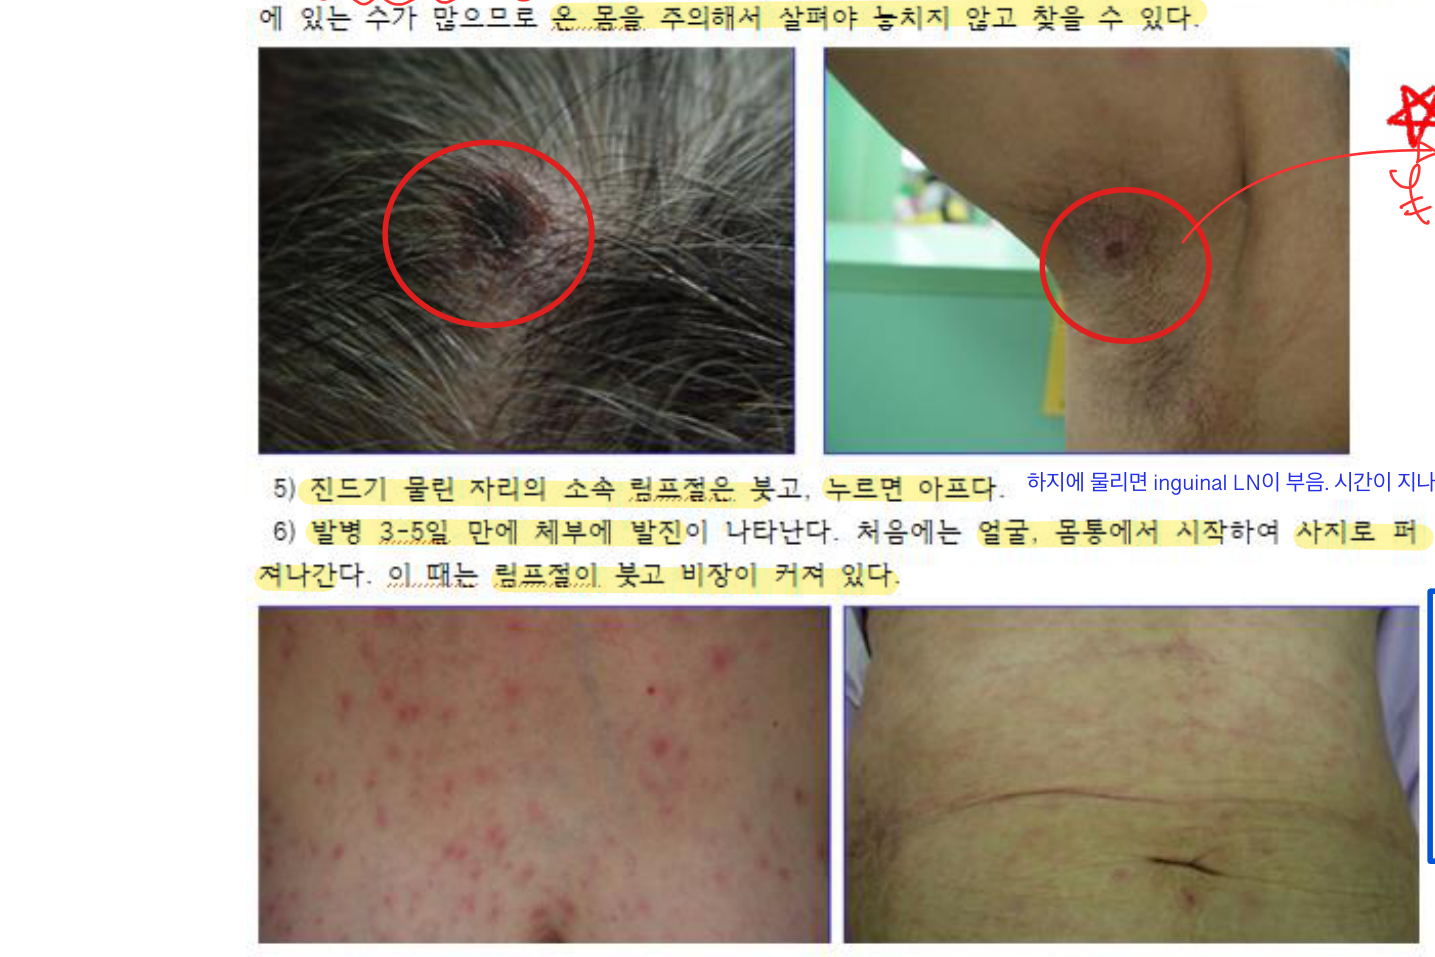 에 있는 수가 많으므로 온 몸을 주의해서 살펴야 놓치지 않고 찾을 수 있다.
5) 진드기 물린 자리의 소속 림프절은 붓고, 누르면 아프다.
하지에 물리면 inguinal LN이 부음. 시간이 지나
6) 발병 3-5일 만에 체부에 발진이 나타난다. 처음에는 얼굴, 몸통에서 시작하여 사지로 퍼
져나간다. 이 때는 림프절이 붓고 비장이 커져 있다.